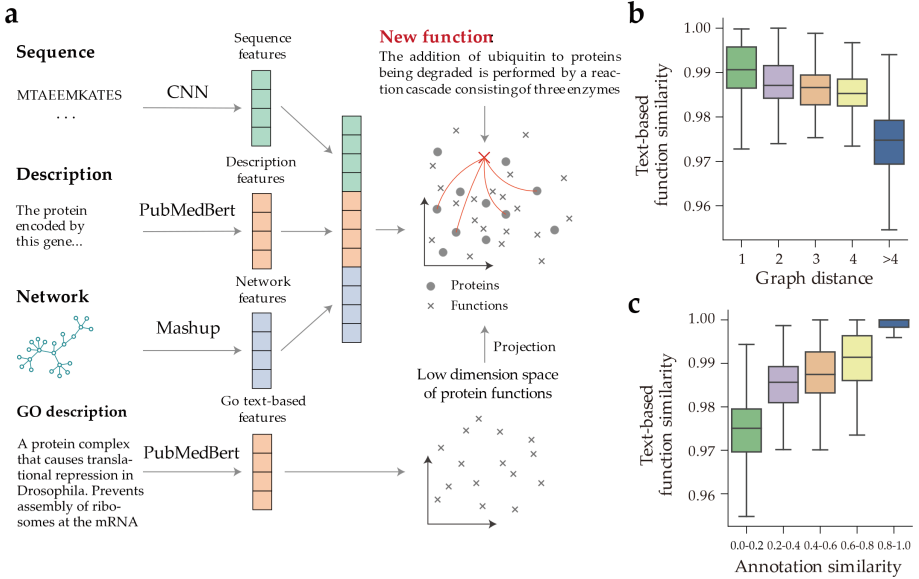 a
Sequence
MTAEEMKATES
. . .
CNN
Sequence
features
Description
The protein
encoded by
this gene...
PubMedBert
Description
features
Network
Mashup
Network
features
GO description
A protein complex
that causes transla-
tional repression in
Drosophila. Prevents
assembly of ribo-
somes at the mRNA
PubMedBert
Go text-based
features
New function:
The addition of ubiquitin to proteins
being degraded is performed by a reac-
tion cascade consisting of three enzymes
Proteins
Functions
Projection
Low dimension space
of protein functions
b
Text-based
function similarity
1.00
0.99
0.98
0.97
0.96
1 2 3 4 >4
Graph distance
c
Text-based
function similarity
1.00
0.99
0.98
0.97
0.96
0.0-0.2 0.2-0.4 0.4-0.6 0.6-0.8 0.8-1.0
Annotation similarity